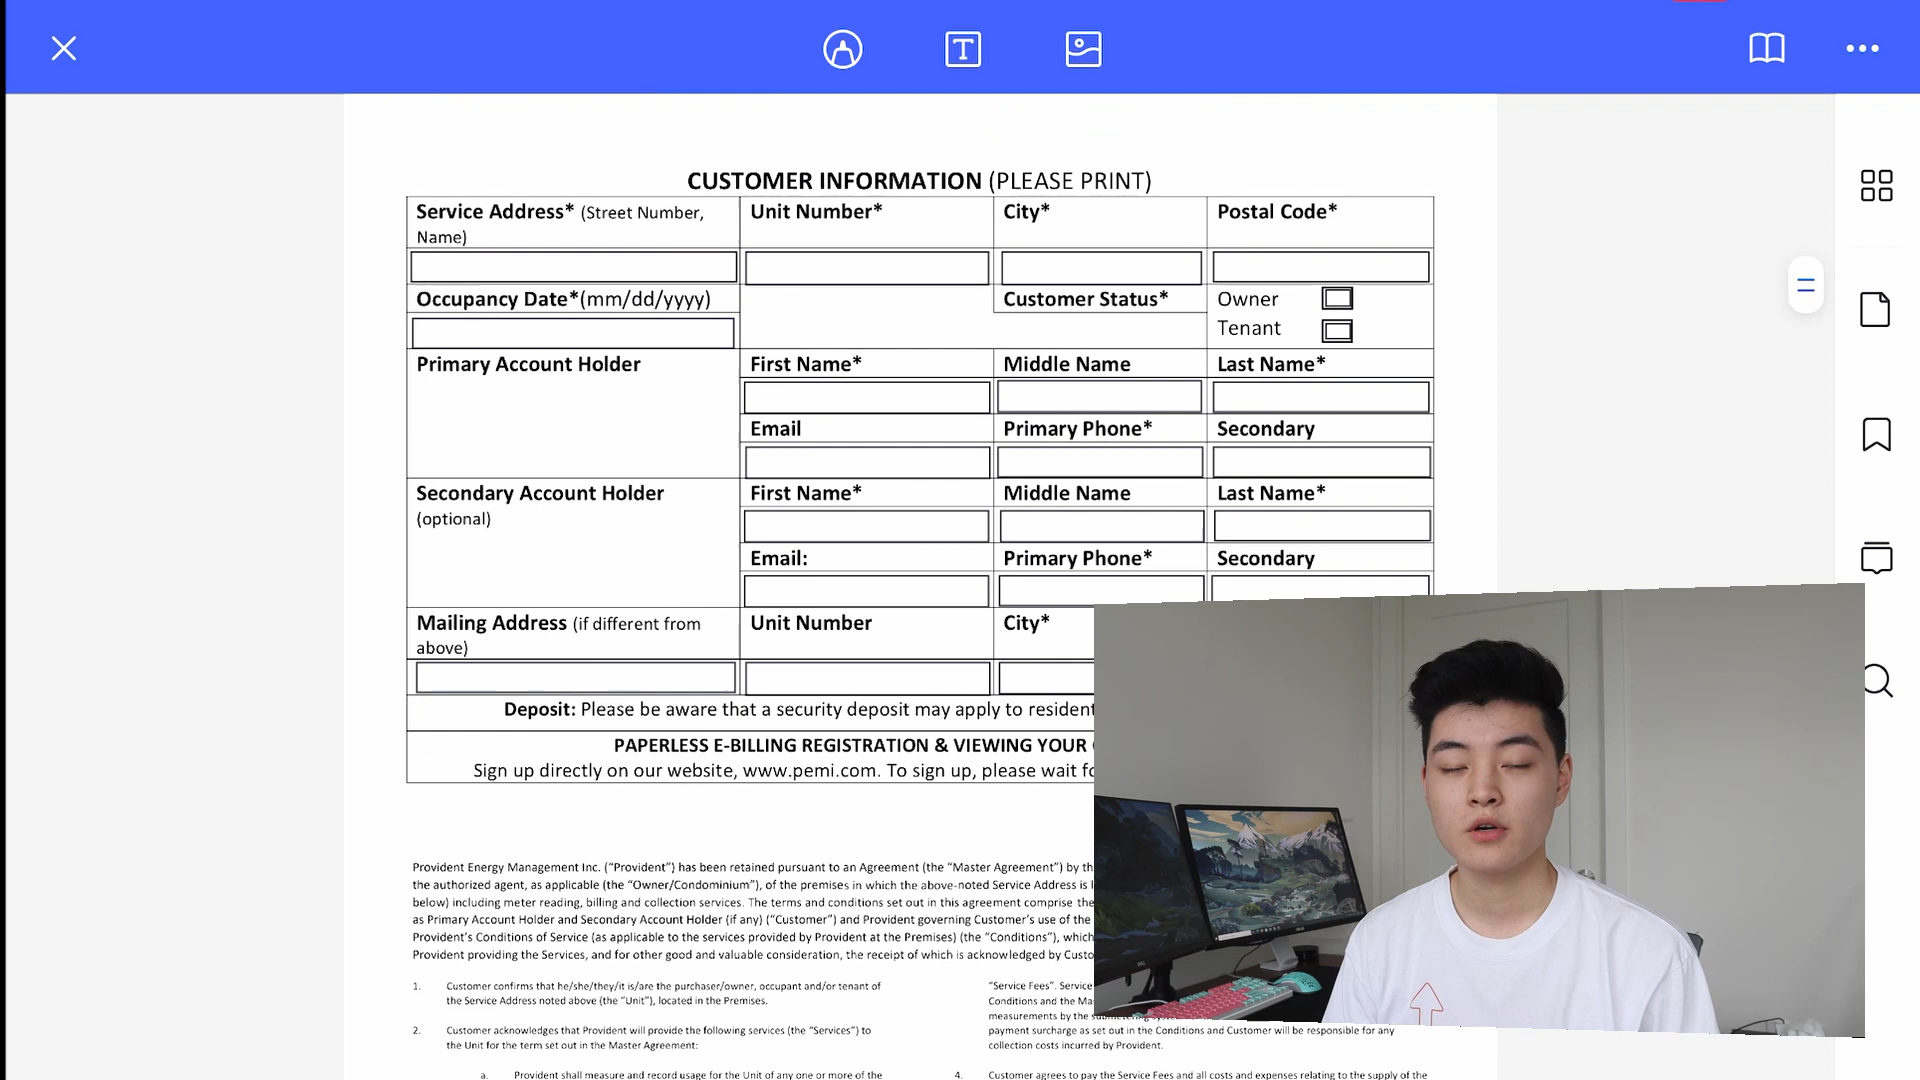 CUSTOMER INFORMATION (PLEASE PRINT)
Service Address* (Street Number, Name)
Unit Number*
City*
Postal Code*
Occupancy Date*(mm/dd/yyyy)
Customer Status*
Owner
Tenant
Primary Account Holder
First Name*
Middle Name
Last Name*
Email
Primary Phone*
Secondary
Secondary Account Holder
(optional)
First Name*
Middle Name
Last Name*
Email:
Primary Phone*
Secondary
Mailing Address (if different from above)
Unit Number
City*
Deposit: Please be aware that a security deposit may apply to
PAPERLESS E-BILLING REGISTRATION & VIEWING YOUR
Sign up directly on our website, www.pemi.com. To sign up, please wait
Provident Energy Management Inc. (“Provident”) has been retained pursuant to an Agreement (the “Master Agreement”) by
the authorized agent, as applicable (the “Owner/Condominium”), of the premises in which the above-noted Service Address is
below) including meter reading, billing and collection services. The terms and conditions set out in this agreement comprise
as Primary Account Holder and Secondary Account Holder (if any) (“Customer”) and Provident governing Customer’s use of the
Provident’s Conditions of Service (as applicable to the services provided by Provident at the Premises) (the “Conditions”), which
Provident providing the Services, and for other good and valuable consideration, the receipt of which is acknowledged by
1. Customer confirms that he/she/they/it is/are the purchaser/owner, occupant and/or tenant of
the Service Address noted above (the “Unit”), located in the Premises.
2. Customer acknowledges that Provident will provide the following services (the “Services”) to
the Unit for the term set out in the Master Agreement:
a. Provident shall measure and record usage for the Unit of any one or more of the
“Service Fees”. Service
Conditions and the
measurements by the
payment surcharge as set out in the Conditions and Customer will be responsible for any
collection costs incurred by Provident.
4. Customer agrees to pay the Service Fees and all costs and expenses relating to the supply of the